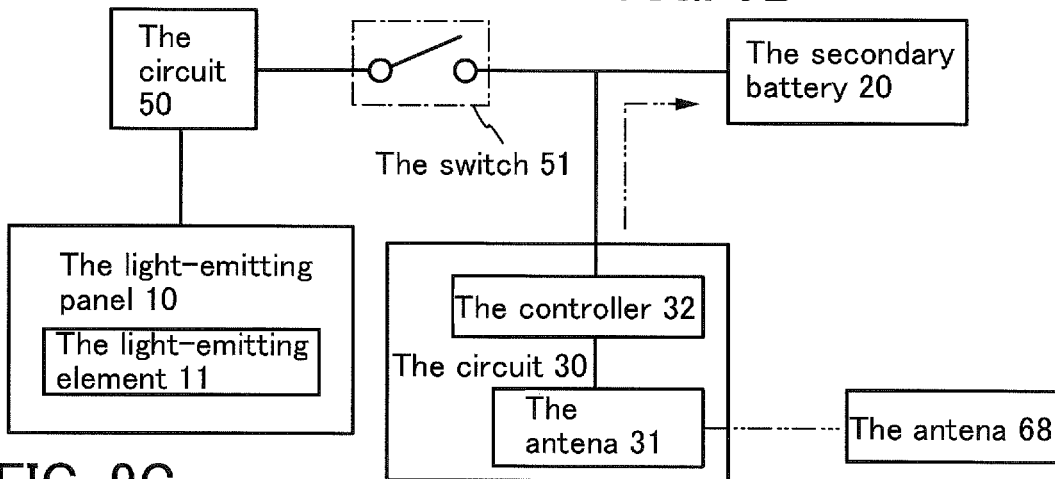 The
circuit
50
The secondary
battery 20
The switch 51
The light-emitting
panel 10
The light-emitting
element 11
The controller 32
The circuit 30
The
antena 31
The antena 68